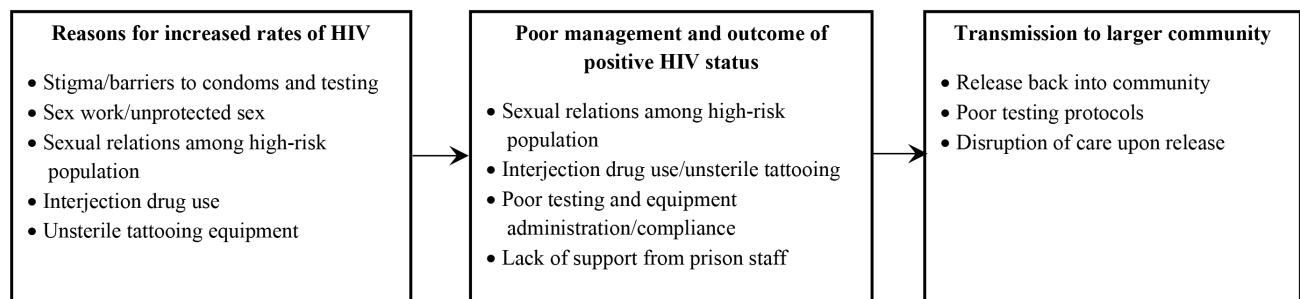 Reasons for increased rates of HIV
• Stigma/barriers to condoms and testing
• Sex work/unprotected sex
• Sexual relations among high-risk
population
• Interjection drug use
• Unsterile tattooing equipment
Poor management and outcome of
positive HIV status
• Sexual relations among high-risk
population
• Interjection drug use/unsterile tattooing
• Poor testing and equipment
administration/compliance
• Lack of support from prison staff
Transmission to larger community
• Release back into community
• Poor testing protocols
• Disruption of care upon release